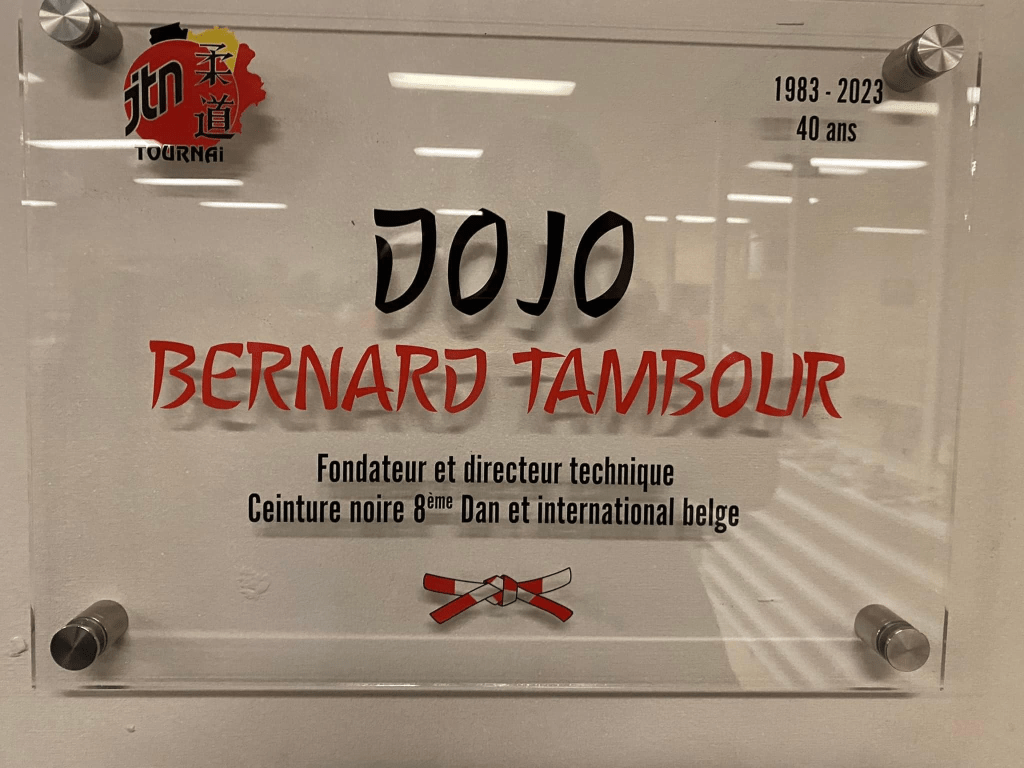 jtn
柔道
TOURNAi
1983 - 2023
40 ans
DOJO
BERNARD TAMBOUR
Fondateur et directeur technique
Ceinture noire 8ème Dan et international belge